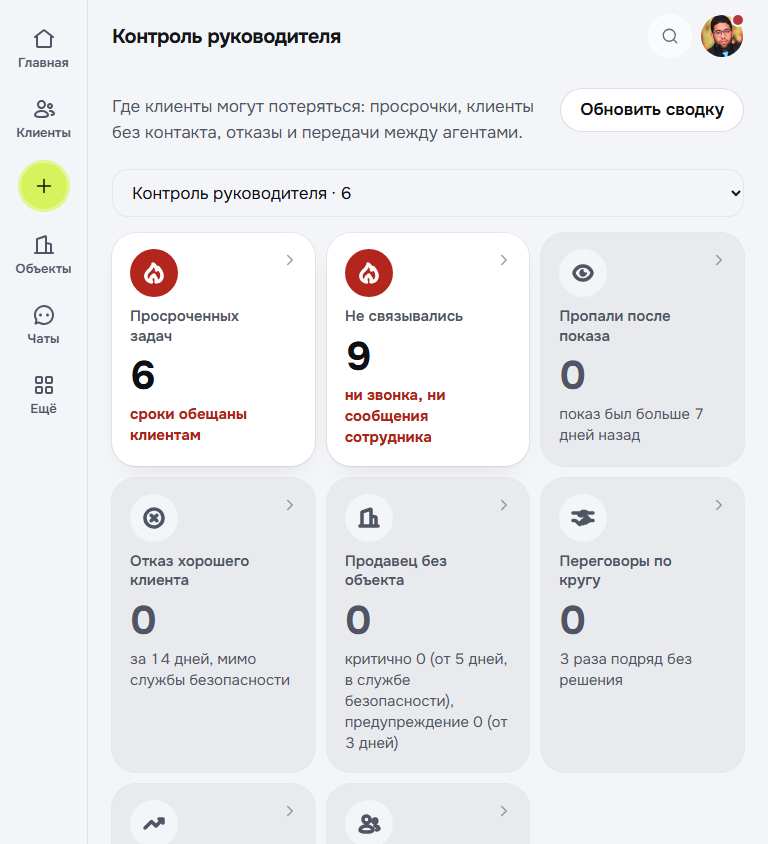 Контроль руководителя
Главная
Клиенты
Объекты
Чаты
Ещё
Где клиенты могут потеряться: просрочки, клиенты
без контакта, отказы и передачи между агентами.
Обновить сводку
Контроль руководителя · 6
Просроченных
задач
6
сроки обещаны
клиентам
Не связывались
9
ни звонка, ни
сообщения
сотрудника
Пропали после
показа
0
показ был больше 7
дней назад
Отказ хорошего
клиента
0
за 14 дней, мимо
службы безопасности
Продавец без
объекта
0
критично 0 (от 5 дней,
в службе
безопасности),
предупреждение 0 (от
3 дней)
Переговоры по
кругу
0
3 раза подряд без
решения